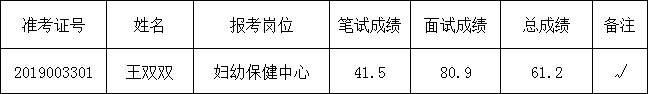 准考证号 姓名 报考岗位 笔试成绩 面试成绩 总成绩 备注
2019003301 王双双 妇幼保健中心 41.5 80.9 61.2 √